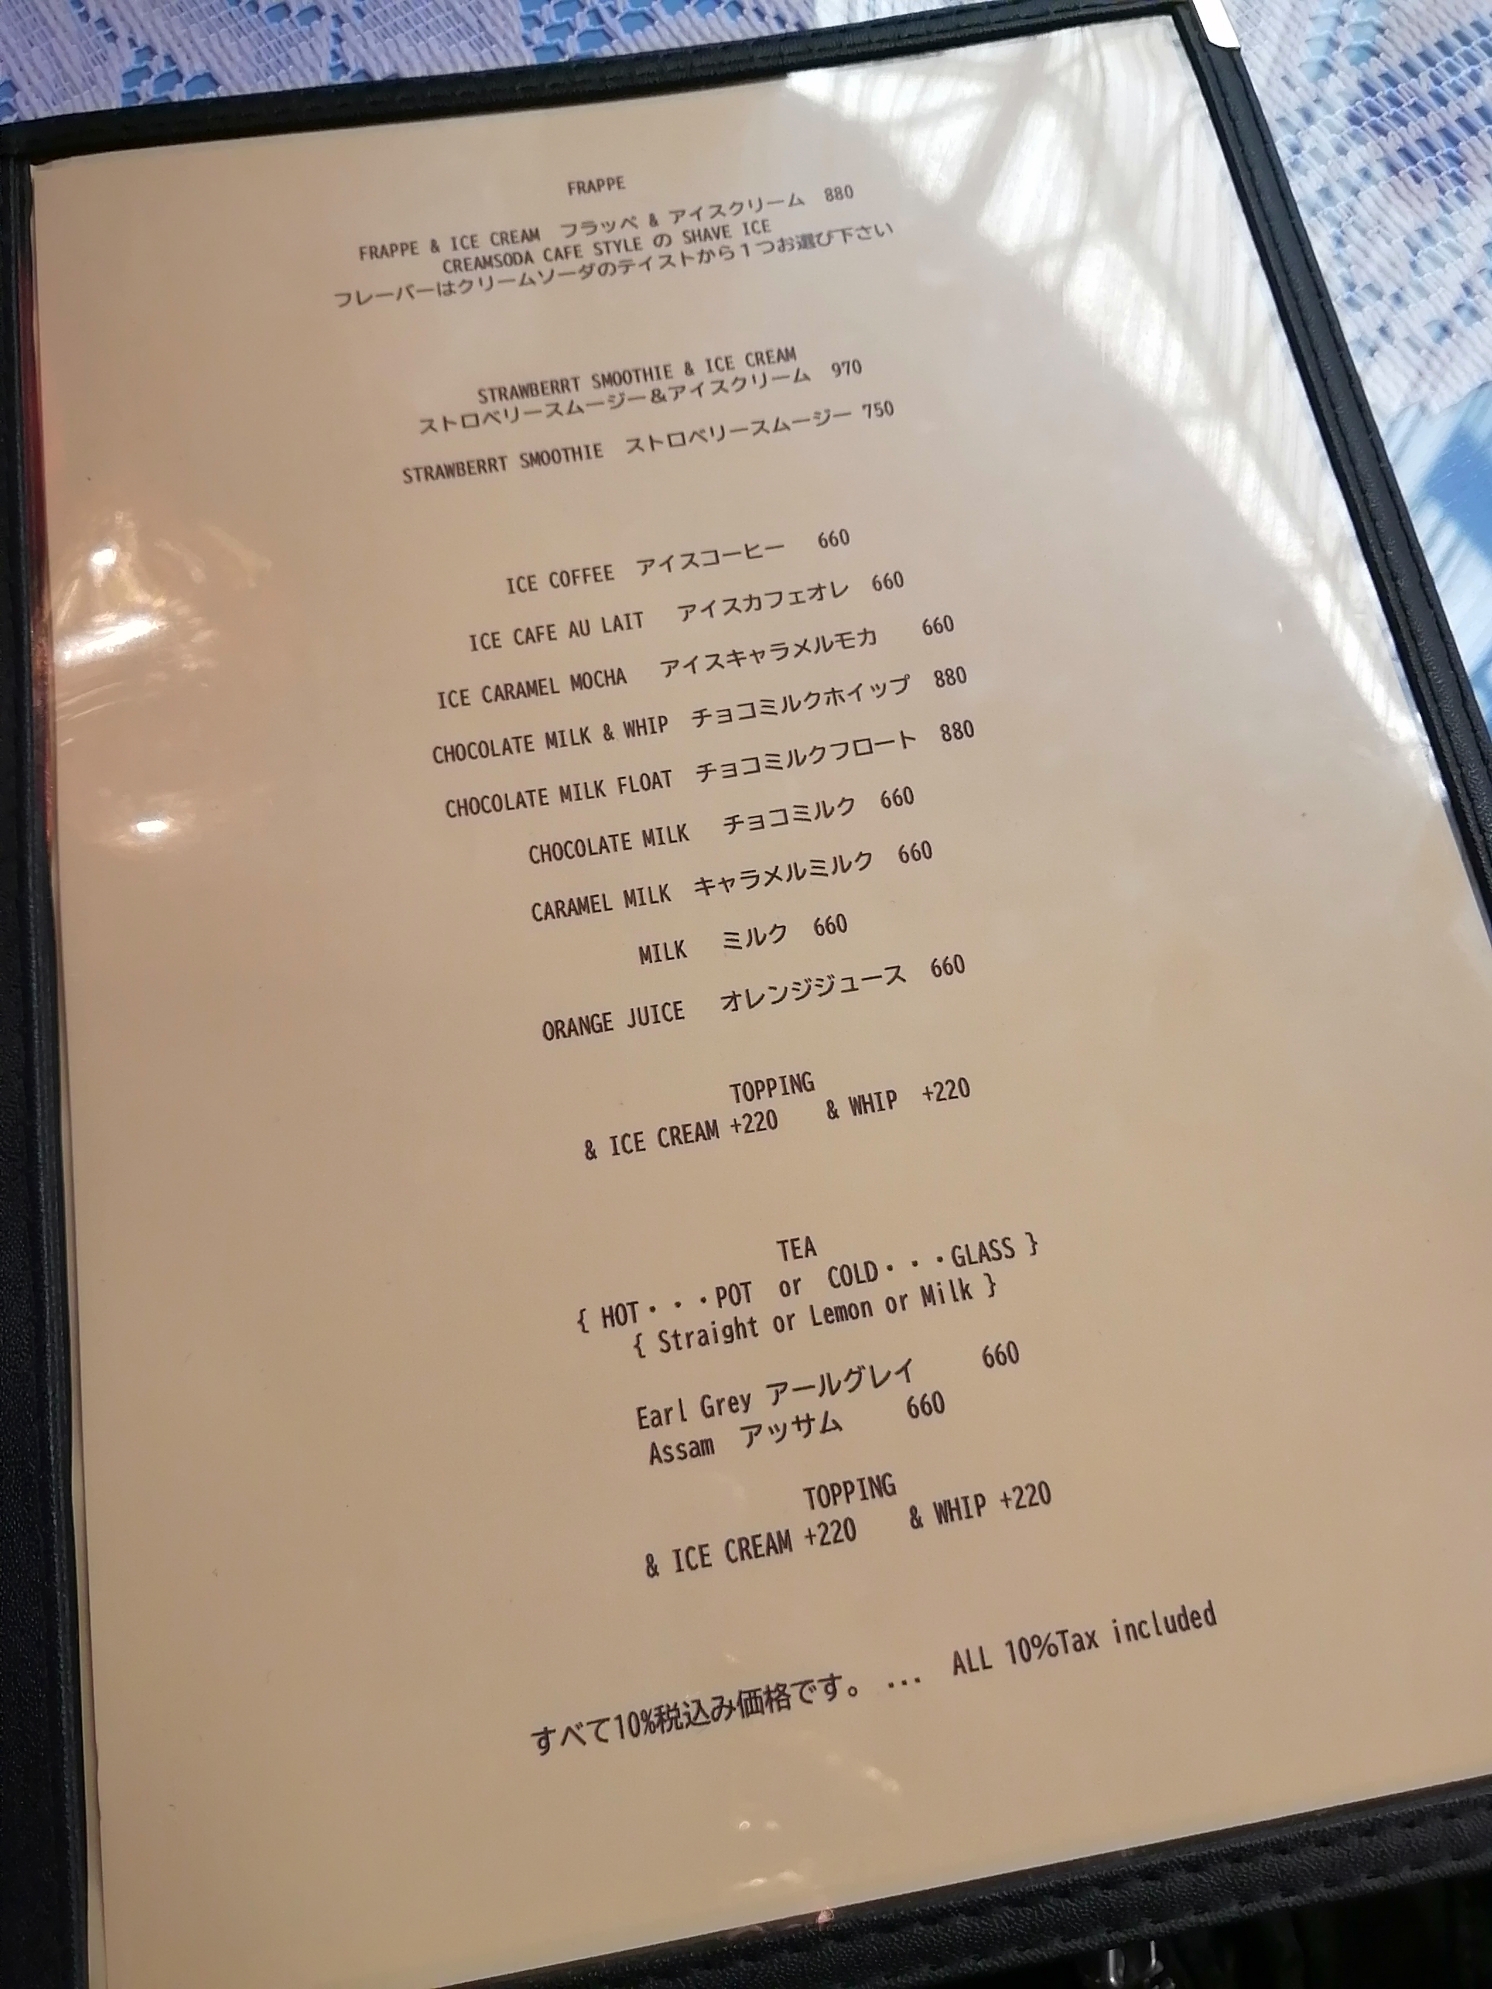 FRAPPE
FRAPPE & ICE CREAM フラッペ & アイスクリーム 880
CREAMSODA CAFE STYLE の SHAVE ICE
フレーバーはクリームソーダのテイストから1つお選び下さい
STRAWBERRT SMOOTHIE & ICE CREAM
ストロベリースムージー&アイスクリーム 970
STRAWBERRT SMOOTHIE ストロベリースムージー 750
ICE COFFEE アイスコーヒー 660
ICE CAFE AU LAIT アイスカフェオレ 660
ICE CARAMEL MOCHA アイスキャラメルモカ 660
CHOCOLATE MILK & WHIP チョコミルクホイップ 880
CHOCOLATE MILK FLOAT チョコミルクフロート 880
CHOCOLATE MILK チョコミルク 660
CARAMEL MILK キャラメルミルク 660
MILK ミルク 660
ORANGE JUICE オレンジジュース 660
TOPPING
& ICE CREAM +220 & WHIP +220
TEA
{ HOT・・・POT or COLD・・・GLASS }
{ Straight or Lemon or Milk }
Earl Grey アールグレイ 660
Assam アッサム 660
TOPPING
& ICE CREAM +220 & WHIP +220
すべて10%税込み価格です。 ... ALL 10%Tax included